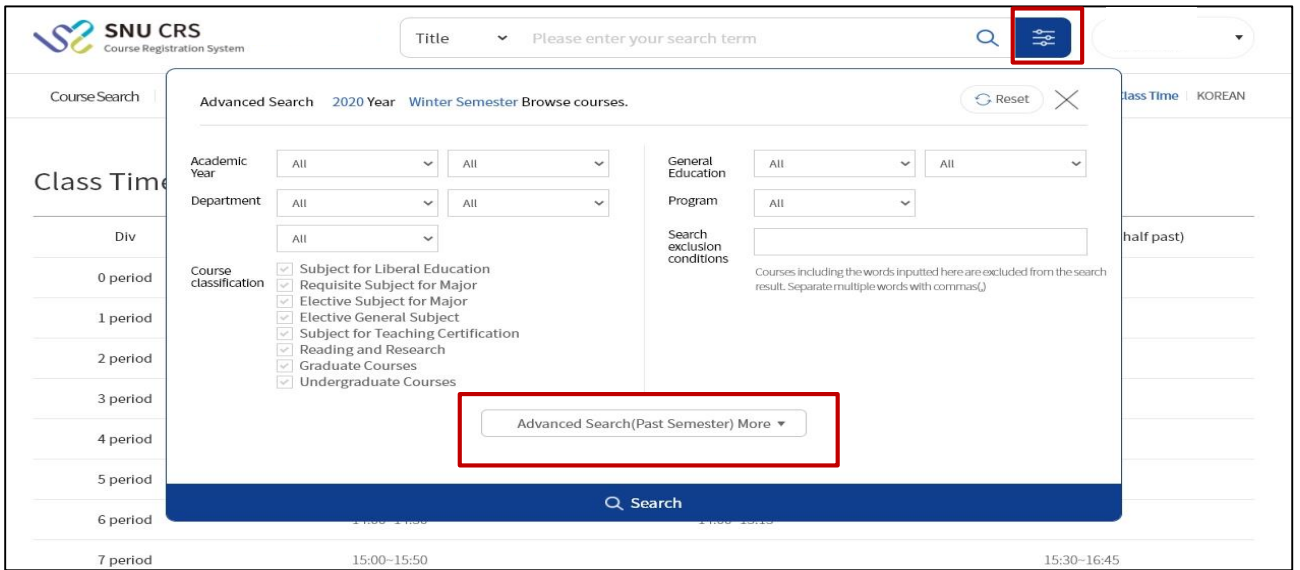 SNU CRS
Course Registration System
Title
Please enter your search term
Course Search
Class Time
KOREAN
Advanced Search 2020 Year Winter Semester Browse courses.
Reset
Academic Year
All
All
Department
All
All
All
Course classification
Subject for Liberal Education
Requisite Subject for Major
Elective Subject for Major
Elective General Subject
Subject for Teaching Certification
Reading and Research
Graduate Courses
Undergraduate Courses
General Education
All
All
Program
All
Search exclusion conditions
Courses including the words inputted here are excluded from the search
result. Separate multiple words with commas(,)
Advanced Search(Past Semester) More
Search
Class Time
Div
half past)
0 period
1 period
2 period
3 period
4 period
5 period
6 period
7 period
15:00~15:50
15:30~16:45